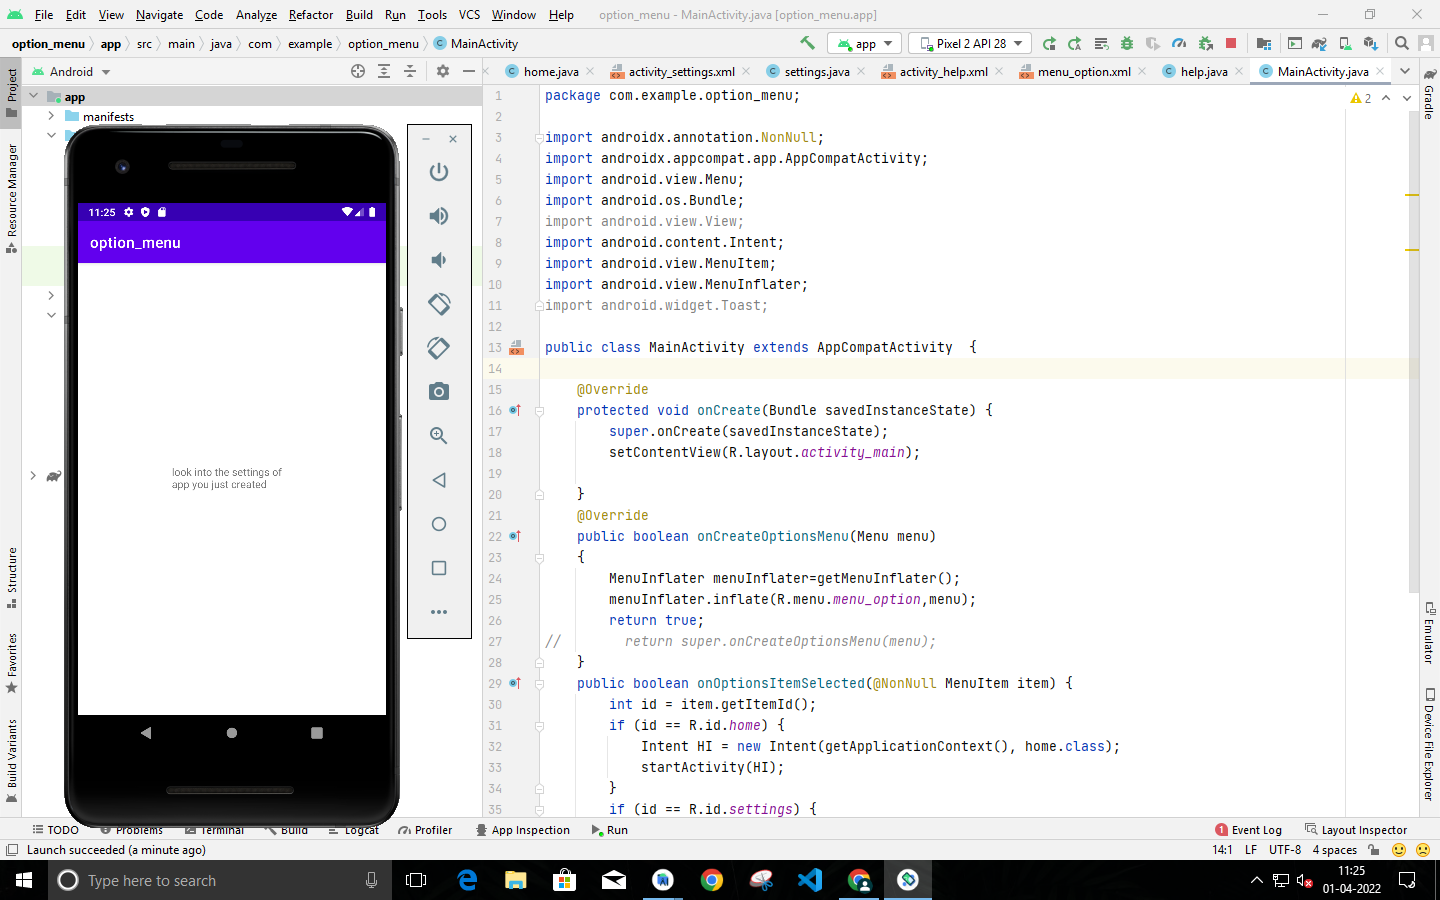 File Edit View Navigate Code Analyze Refactor Build Run Tools VCS Window Help option_menu - MainActivity.java [option_menu.app]
option_menu app src main java com example option_menu MainActivity app Pixel 2 API 28
Project
Android
home.java activity_settings.xml settings.java activity_help.xml menu_option.xml help.java MainActivity.java
app
manifests
Resource Manager
Structure
Favorites
Build Variants
11:25
option_menu
look into the settings of
app you just created
2
1 package com.example.option_menu;
2
3 import androidx.annotation.NonNull;
4 import androidx.appcompat.app.AppCompatActivity;
5 import android.view.Menu;
6 import android.os.Bundle;
7 import android.view.View;
8 import android.content.Intent;
9 import android.view.MenuItem;
10 import android.view.MenuInflater;
11 import android.widget.Toast;
12
13 public class MainActivity extends AppCompatActivity  {
14
15 @Override
16 protected void onCreate(Bundle savedInstanceState) {
17 super.onCreate(savedInstanceState);
18 setContentView(R.layout.activity_main);
19
20 }
21 @Override
22 public boolean onCreateOptionsMenu(Menu menu)
23 {
24 MenuInflater menuInflater=getMenuInflater();
25 menuInflater.inflate(R.menu.menu_option,menu);
26 return true;
27 // return super.onCreateOptionsMenu(menu);
28 }
29 public boolean onOptionsItemSelected(@NonNull MenuItem item) {
30 int id = item.getItemId();
31 if (id == R.id.home) {
32 Intent HI = new Intent(getApplicationContext(), home.class);
33 startActivity(HI);
34 }
35 if (id == R.id.settings) {
Gradle
Emulator
Device File Explorer
TODO Problems Terminal Build Logcat Profiler App Inspection Run 1 Event Log Layout Inspector
Launch succeeded (a minute ago) 14:1 LF UTF-8 4 spaces
Type here to search
11:25
01-04-2022